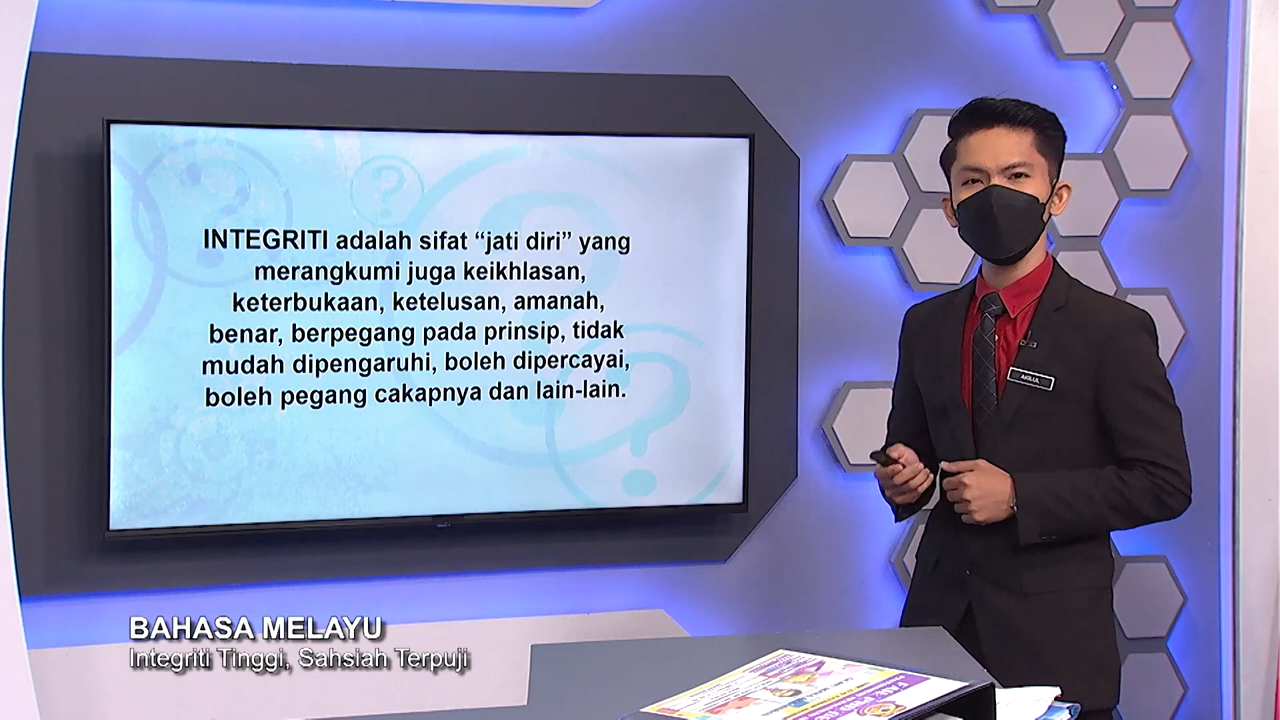 INTEGRITI adalah sifat “jati diri” yang
merangkumi juga keikhlasan,
keterbukaan, ketelusan, amanah,
benar, berpegang pada prinsip, tidak
mudah dipengaruhi, boleh dipercayai,
boleh pegang cakapnya dan lain-lain.
AKILUL
BAHASA MELAYU
Integriti Tinggi, Sahsiah Terpuji